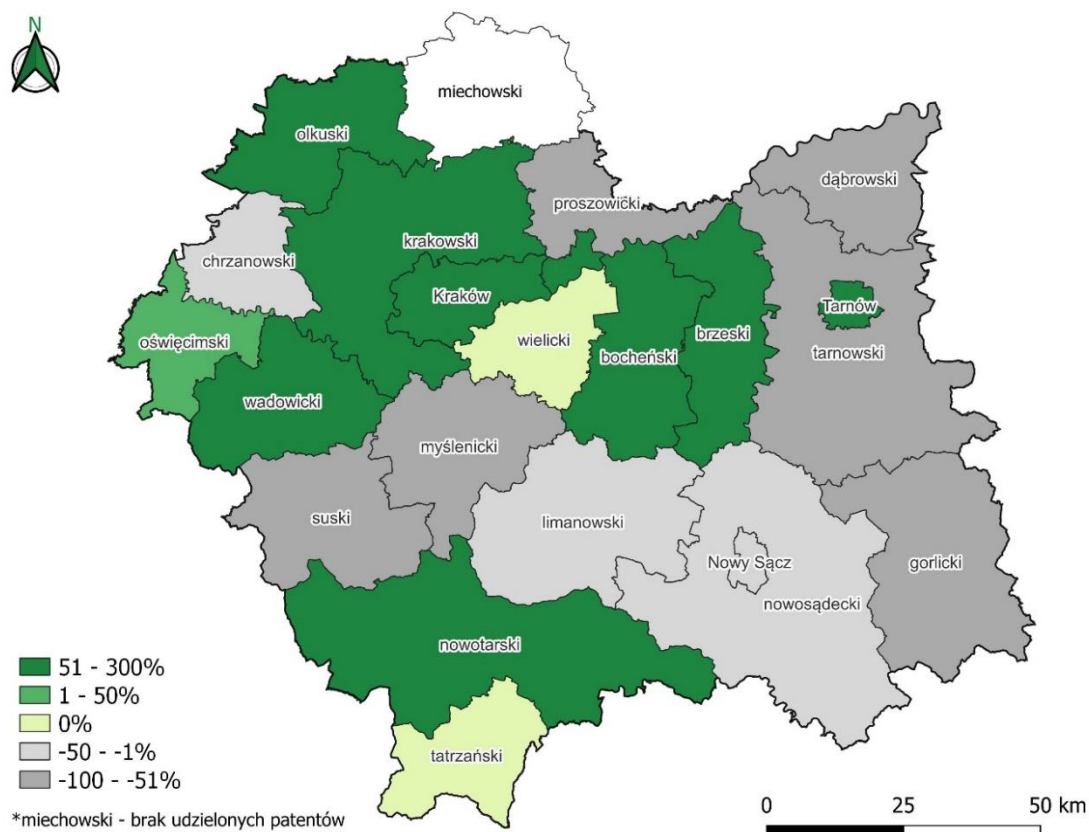 N
miechowski
olkuski
dąbrowski
proszowicki
krakowski
chrzanowski
Kraków
Tarnów
brzeski
wielicki
oświęcimski
bocheński
tarnowski
wadowicki
myślenicki
suski
limanowski
Nowy Sącz
gorlicki
nowosądecki
nowotarski
51 - 300%
1 - 50%
0%
-50 - -1%
-100 - -51%
tatrzański
*miechowski - brak udzielonych patentów
0 25 50 km